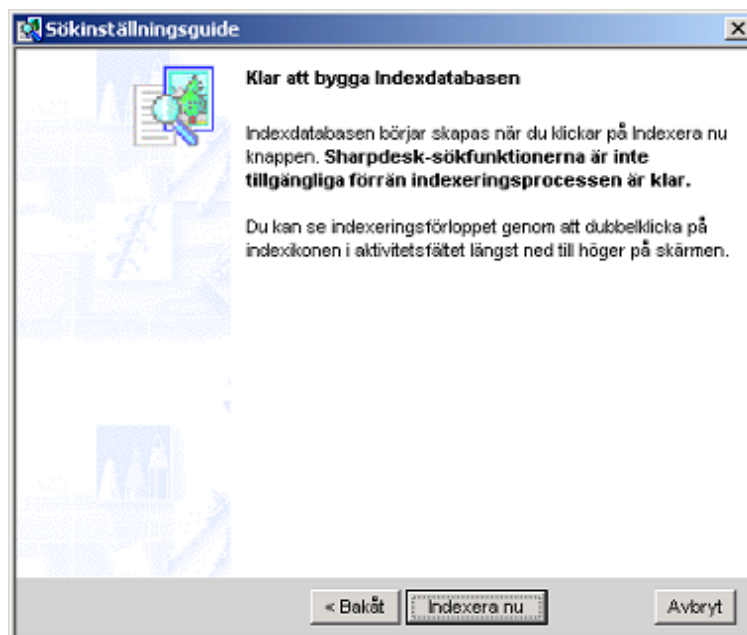 Sökinställningsguide
Klar att bygga Indexdatabasen
Indexdatabasen börjar skapas när du klickar på Indexera nu
knappen. Sharpdesk-sökfunktionerna är inte
tillgängliga förrän indexeringsprocessen är klar.
Du kan se indexeringsförloppet genom att dubbelklicka på
indexikonen i aktivitetsfältet längst ned till höger på skärmen.
< Bakåt Indexera nu Avbryt